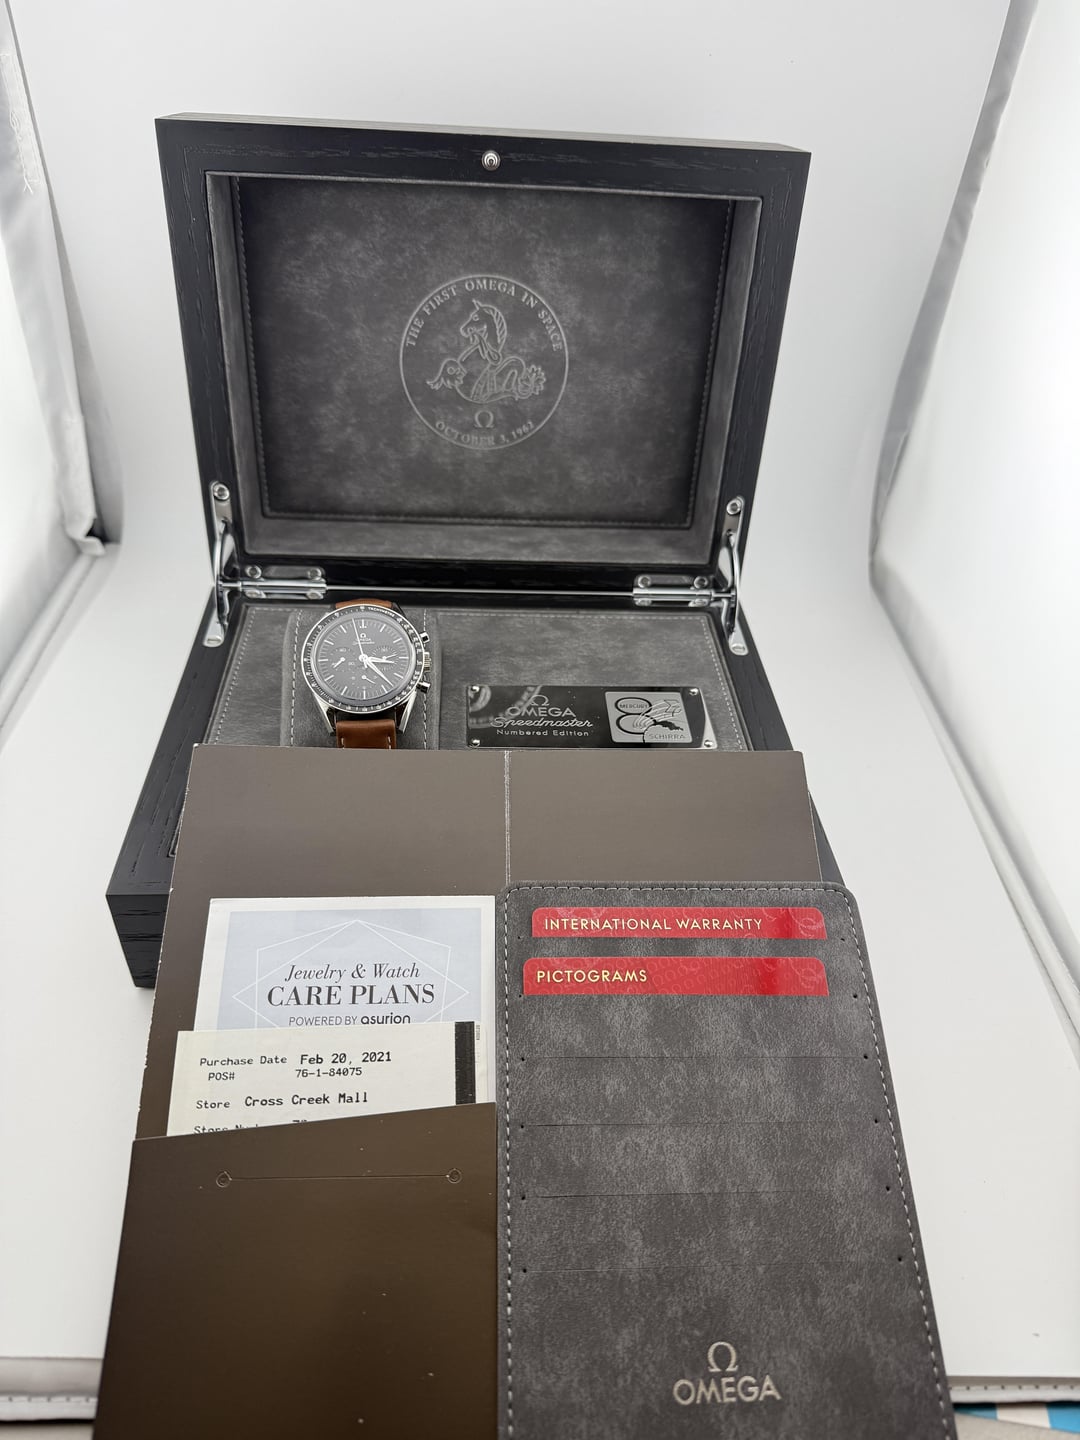 THE FIRST OMEGA IN SPACE
Ω
OCTOBER 3, 1962
TACHYMETRE
Ω
OMEGA
Speedmaster
Numbered Edition
MERCURY
8
SCHIRRA
Jewelry & Watch
CARE PLANS
POWERED BY asurion
Purchase Date Feb 20, 2021
POS# 76-1-84075
Store Cross Creek Mall
INTERNATIONAL WARRANTY
PICTOGRAMS
Ω
OMEGA